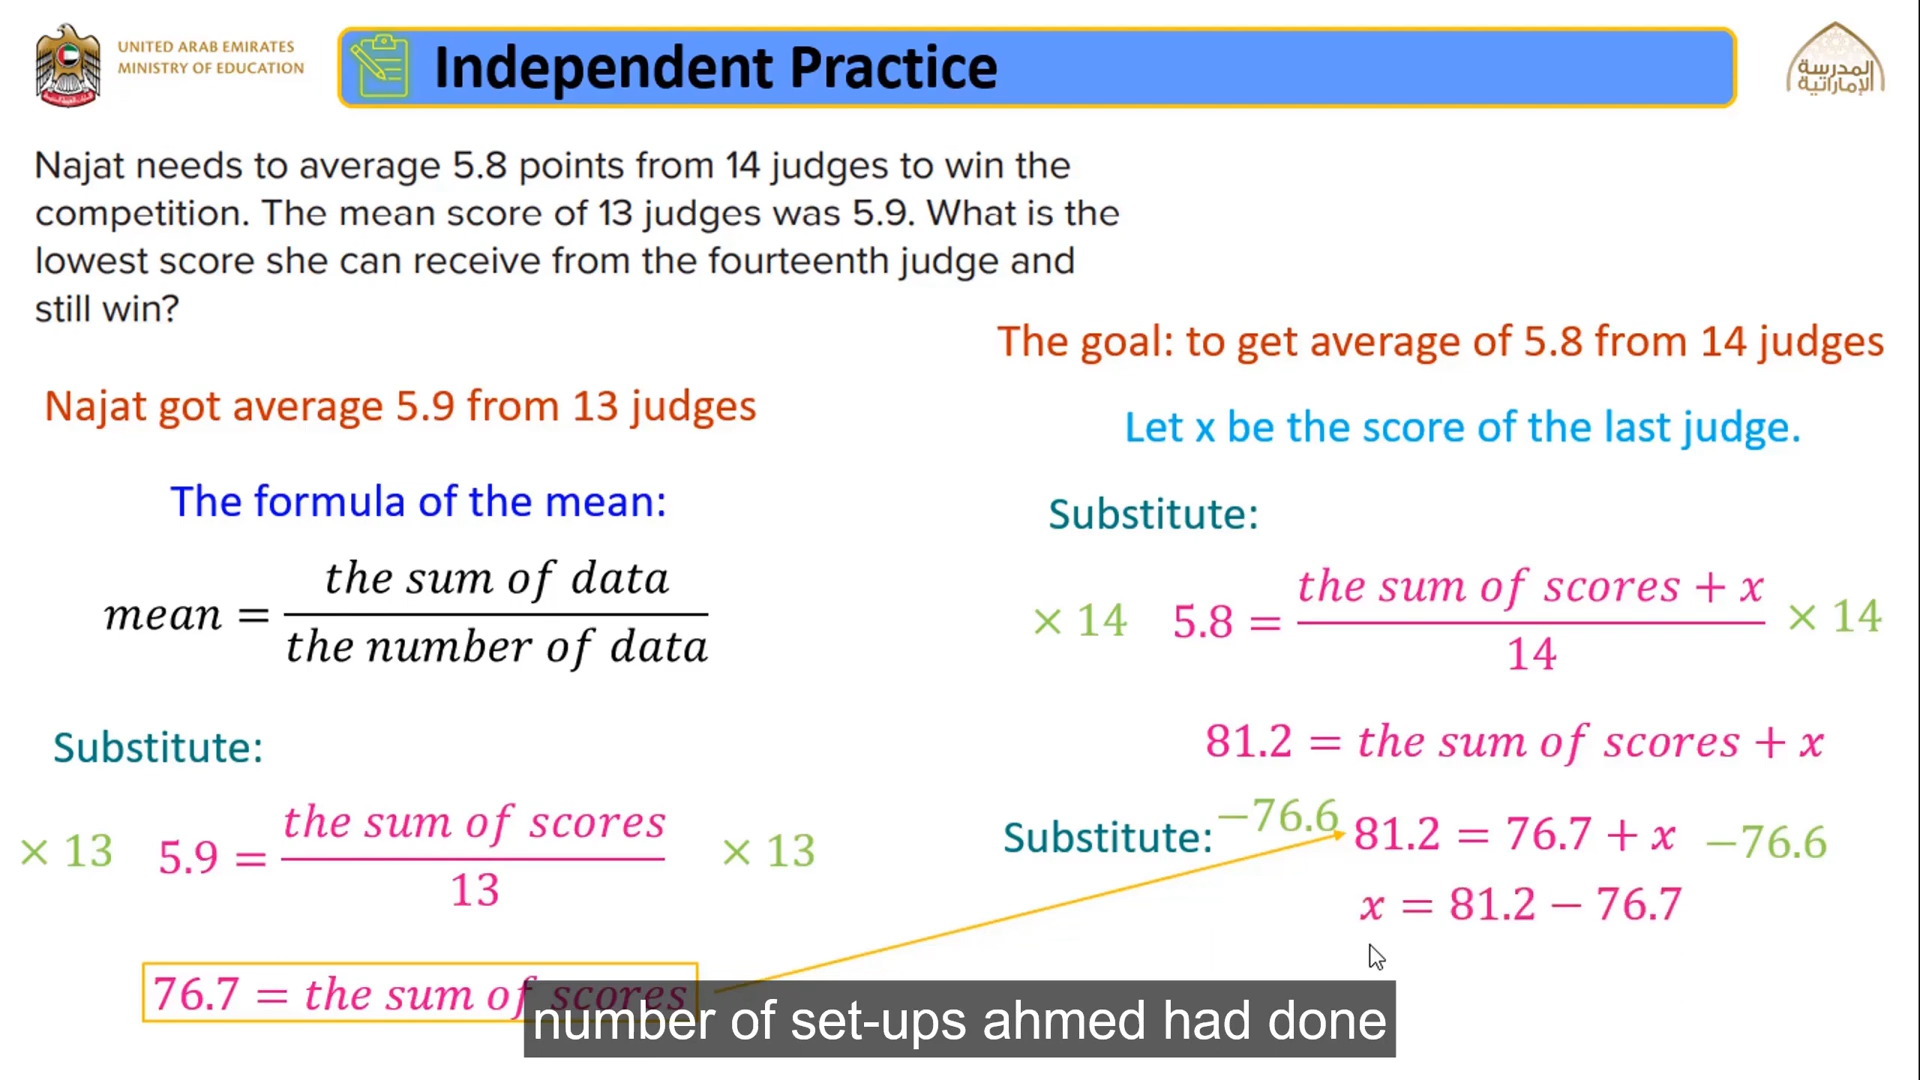 UNITED ARAB EMIRATES
MINISTRY OF EDUCATION
Independent Practice
المدرسة
الإماراتية
Najat needs to average 5.8 points from 14 judges to win the
competition. The mean score of 13 judges was 5.9. What is the
lowest score she can receive from the fourteenth judge and
still win?
Najat got average 5.9 from 13 judges
The formula of the mean:
mean = the sum of data / the number of data
Substitute:
× 13 5.9 = the sum of scores / 13 × 13
76.7 = the sum of scores
The goal: to get average of 5.8 from 14 judges
Let x be the score of the last judge.
Substitute:
× 14 5.8 = the sum of scores + x / 14 × 14
81.2 = the sum of scores + x
Substitute: −76.6 81.2 = 76.7 + x −76.6
x = 81.2 − 76.7
number of set-ups ahmed had done